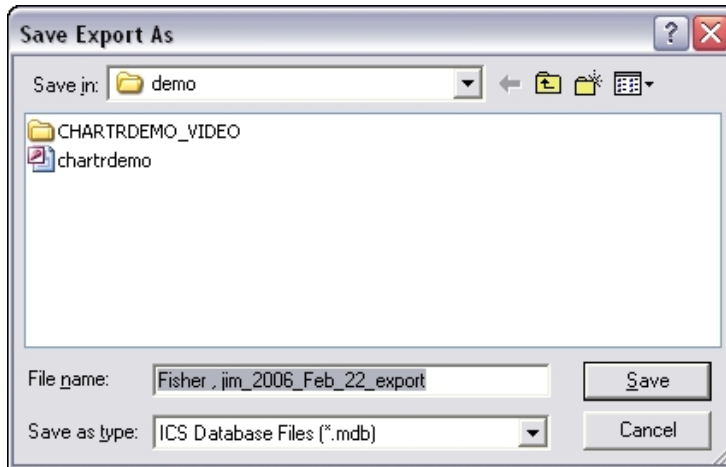 Save Export As
Save in: demo
CHARTRDEMO_VIDEO
chartrdemo
File name: Fisher , jim_2006_Feb_22_export Save
Save as type: ICS Database Files (*.mdb) Cancel